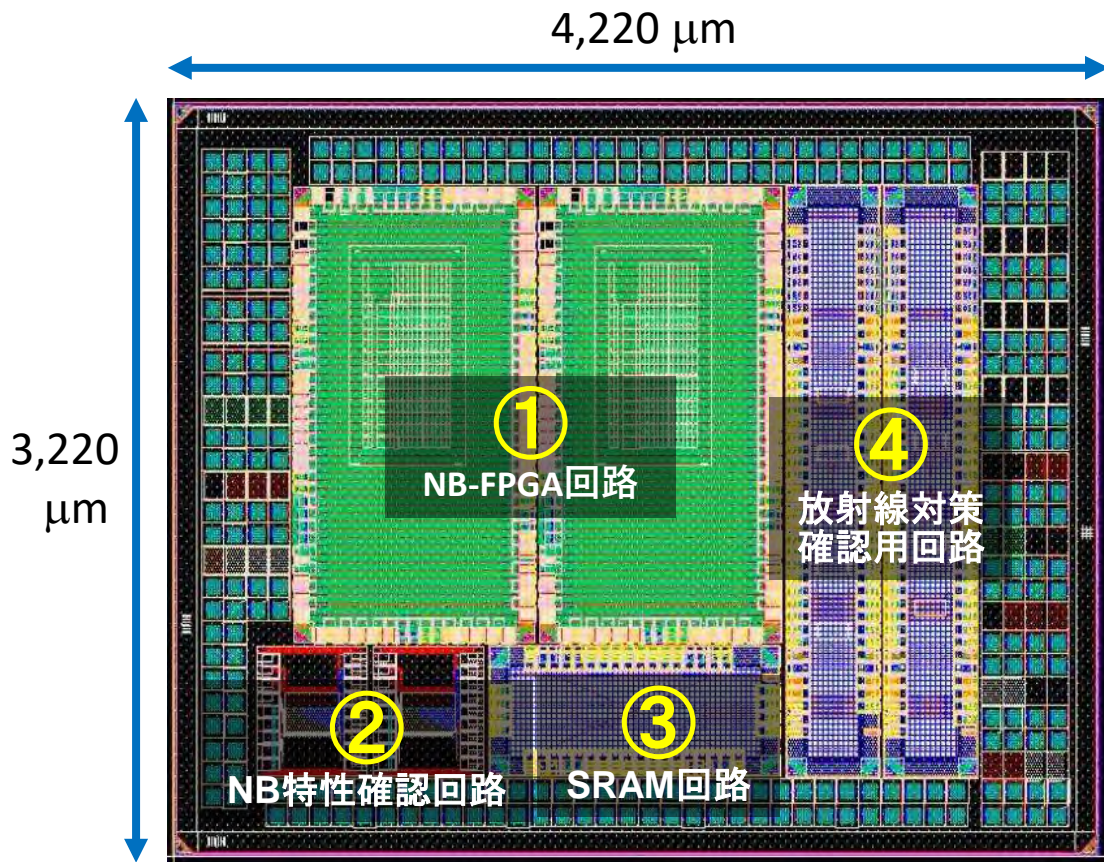 4,220 μm
3,220
μm
①
NB-FPGA回路
④
放射線対策
確認用回路
②
NB特性確認回路
③
SRAM回路